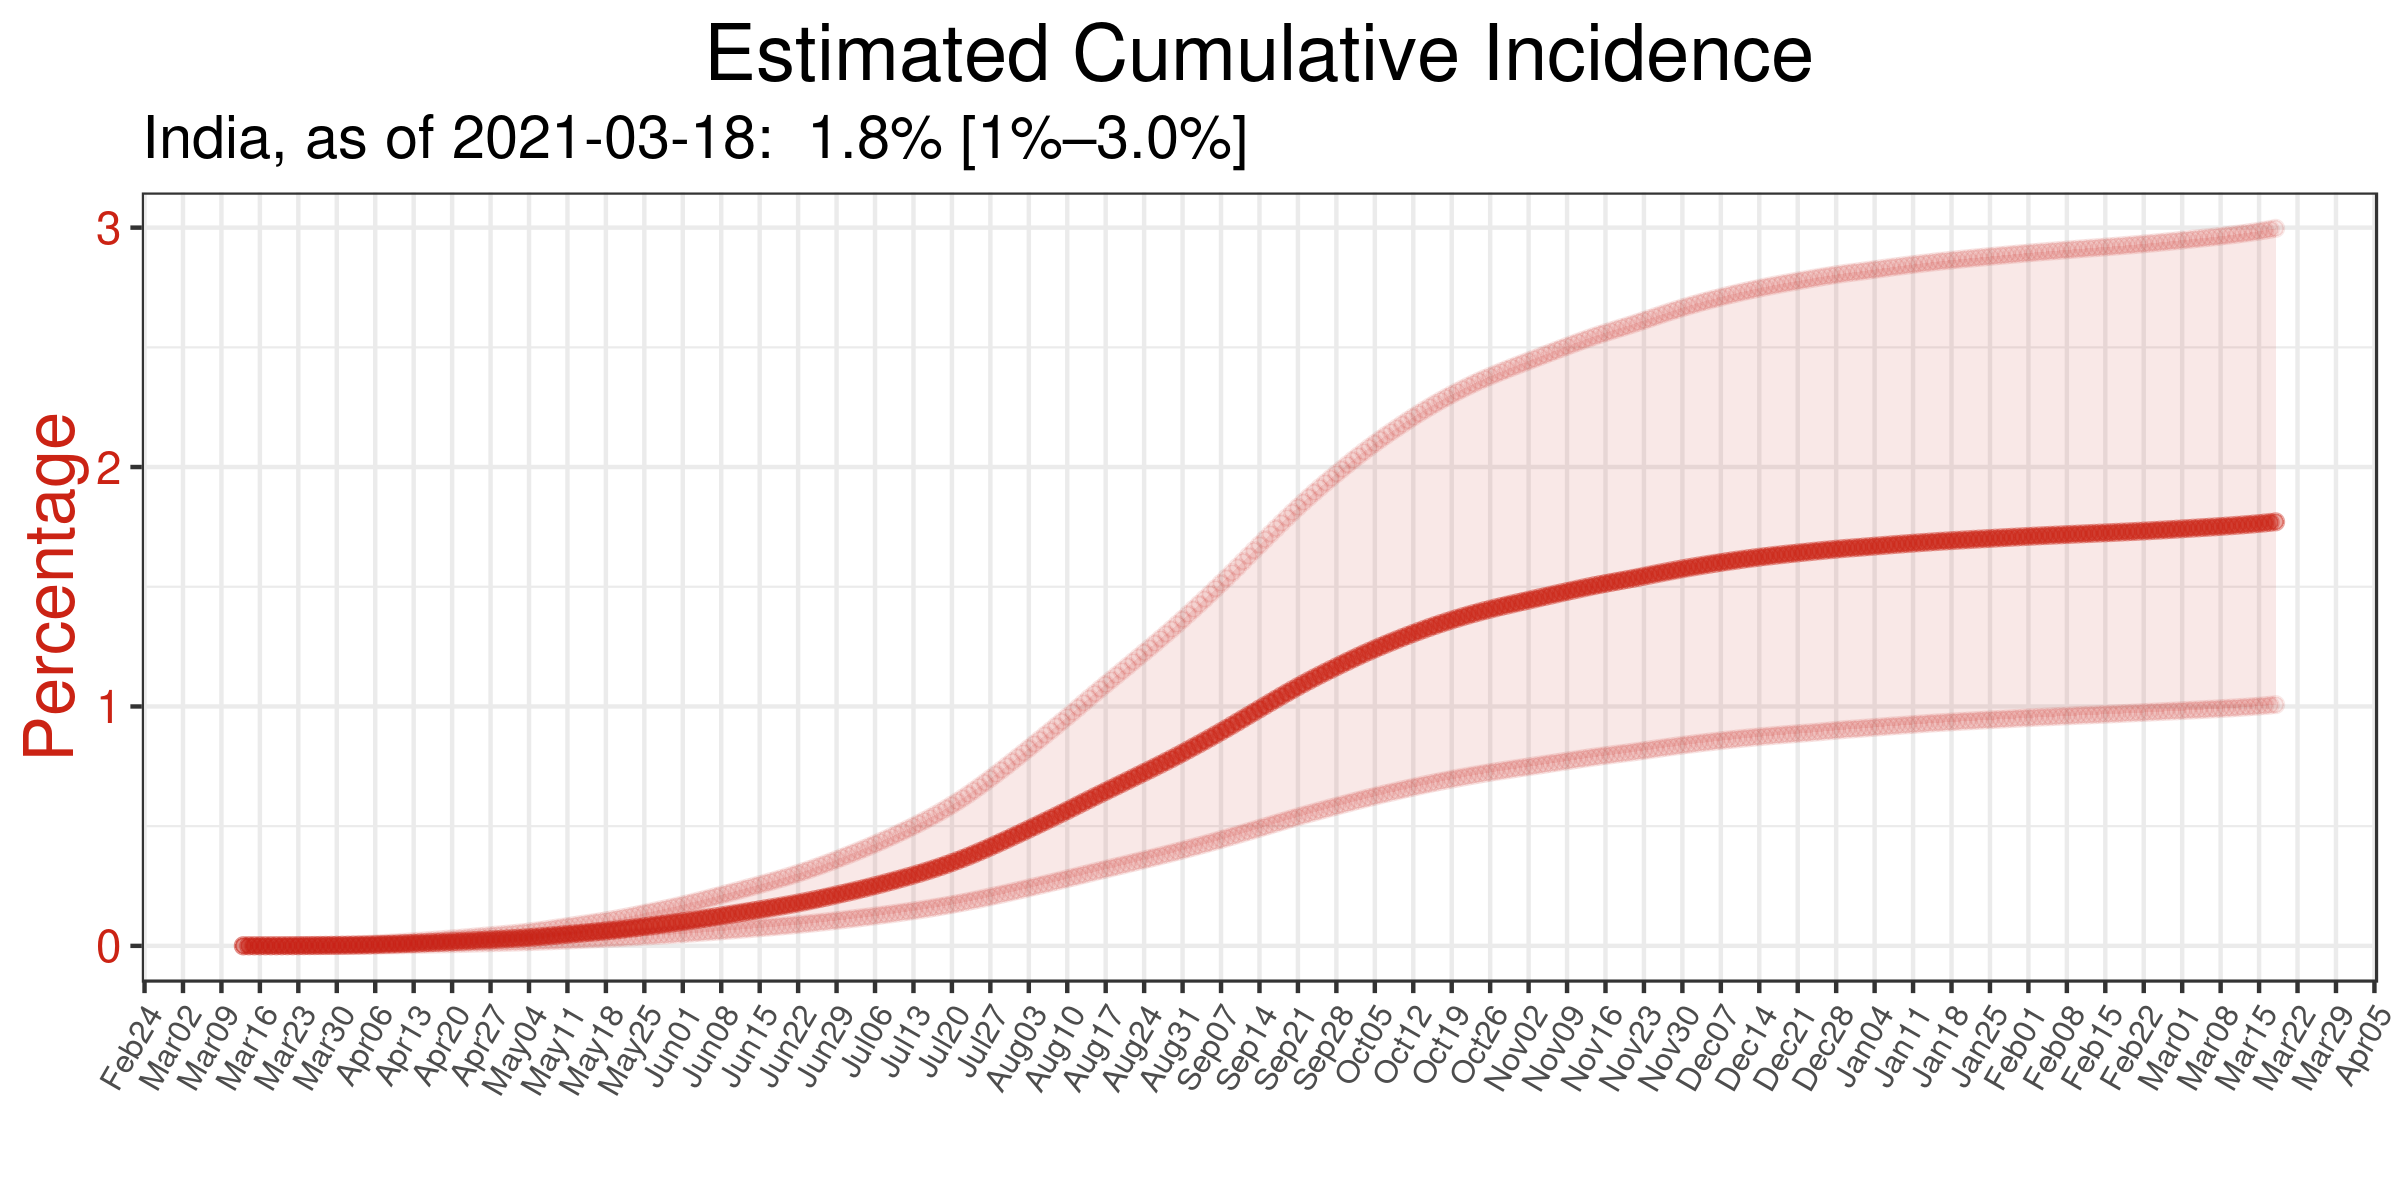 Estimated Cumulative Incidence
India, as of 2021-03-18:  1.8% [1%–3.0%]
Percentage
3
2
1
0
Feb24
Mar02
Mar09
Mar16
Mar23
Mar30
Apr06
Apr13
Apr20
Apr27
May04
May11
May18
May25
Jun01
Jun08
Jun15
Jun22
Jun29
Jul06
Jul13
Jul20
Jul27
Aug03
Aug10
Aug17
Aug24
Aug31
Sep07
Sep14
Sep21
Sep28
Oct05
Oct12
Oct19
Oct26
Nov02
Nov09
Nov16
Nov23
Nov30
Dec07
Dec14
Dec21
Dec28
Jan04
Jan11
Jan18
Jan25
Feb01
Feb08
Feb15
Feb22
Mar01
Mar08
Mar15
Mar22
Mar29
Apr05